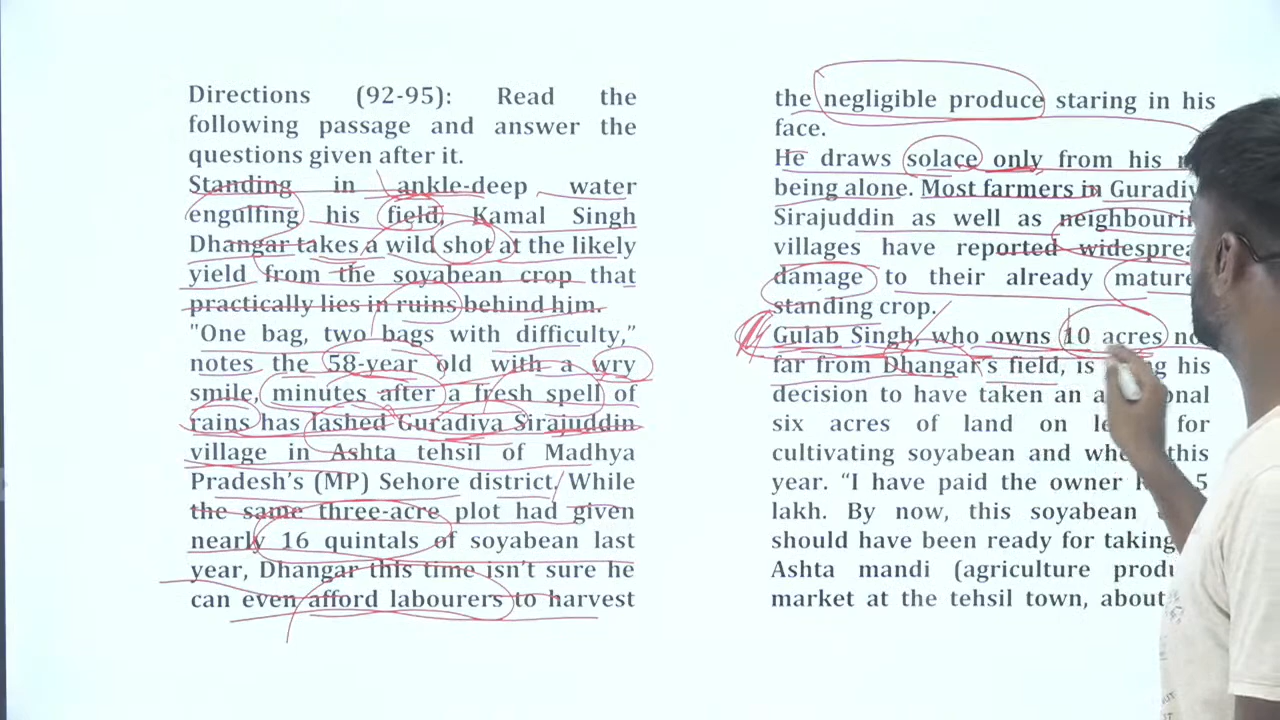 Directions (92-95): Read the
following passage and answer the
questions given after it.
Standing in ankle-deep water
engulfing his field, Kamal Singh
Dhangar takes a wild shot at the likely
yield from the soyabean crop that
practically lies in ruins behind him.
"One bag, two bags with difficulty,”
notes the 58-year old with a wry
smile, minutes after a fresh spell of
rains has lashed Guradiya Sirajuddin
village in Ashta tehsil of Madhya
Pradesh’s (MP) Sehore district. While
the same three-acre plot had given
nearly 16 quintals of soyabean last
year, Dhangar this time isn’t sure he
can even afford labourers to harvest
the negligible produce staring in his
face.
He draws solace only from his
being alone. Most farmers in
Sirajuddin as well as
villages have reported
damage to their already
standing crop.
Gulab Singh, who owns 10 acres
far from Dhangar’s field, is his
decision to have taken an
six acres of land on for
cultivating soyabean and this
year. “I have paid the owner
lakh. By now, this soyabean
should have been ready for taking
Ashta mandi (agriculture
market at the tehsil town, about